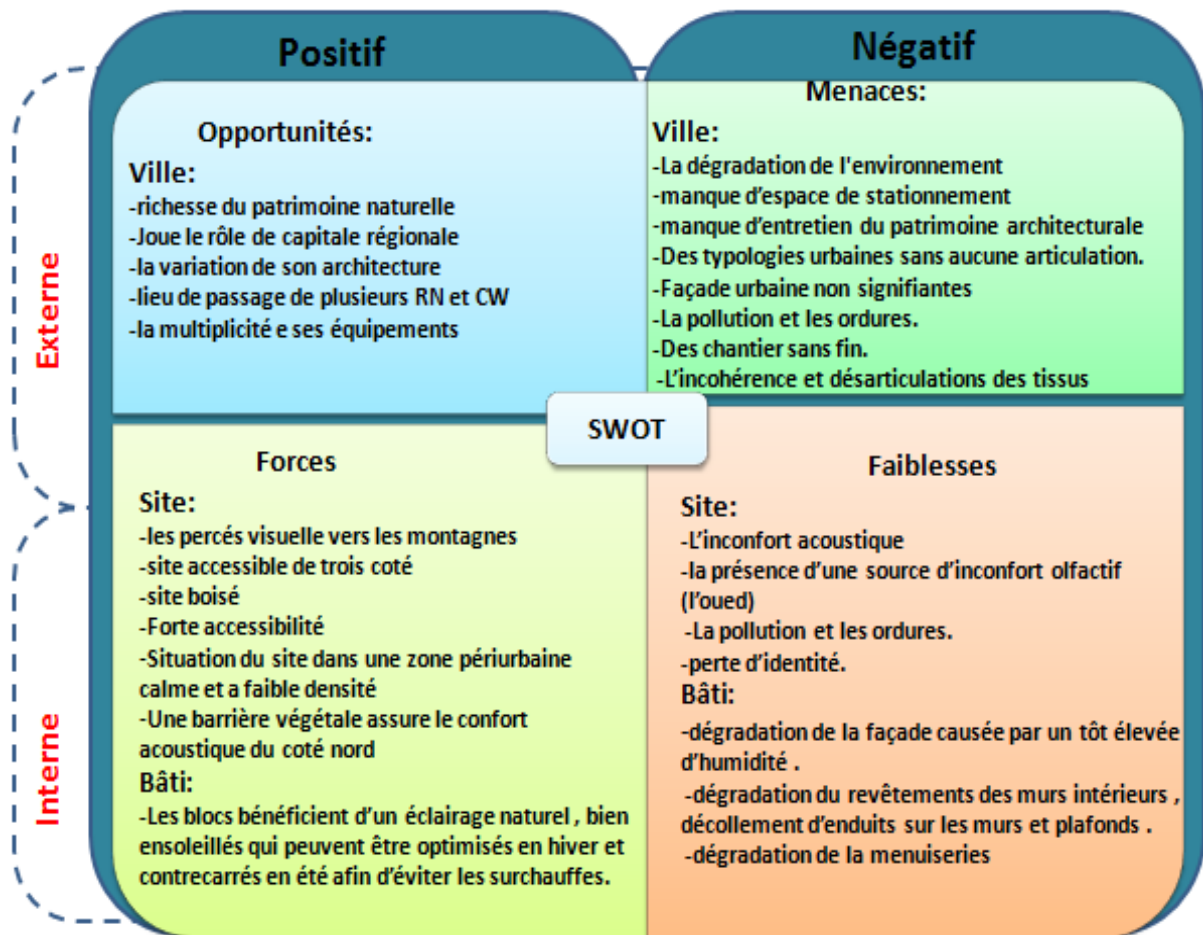 Positif
Négatif
Externe
Opportunités:
Ville:
-richesse du patrimoine naturelle
-Joue le rôle de capitale régionale
-la variation de son architecture
-lieu de passage de plusieurs RN et CW
-la multiplicité e ses équipements
Menaces:
Ville:
-La dégradation de l'environnement
-manque d'espace de stationnement
-manque d'entretien du patrimoine architecturale
-Des typologies urbaines sans aucune articulation.
-Façade urbaine non signifiantes
-La pollution et les ordures.
-Des chantier sans fin.
-L'incohérence et désarticulations des tissus
SWOT
Interne
Forces
Site:
-les percés visuelle vers les montagnes
-site accessible de trois coté
-site boisé
-Forte accessibilité
-Situation du site dans une zone périurbaine
calme et a faible densité
-Une barrière végétale assure le confort
acoustique du coté nord
Bâti:
-Les blocs bénéficient d'un éclairage naturel , bien
ensoleillés qui peuvent être optimisés en hiver et
contrecarrés en été afin d'éviter les surchauffes.
Faiblesses
Site:
-L'inconfort acoustique
-la présence d'une source d'inconfort olfactif
(l'oued)
-La pollution et les ordures.
-perte d'identité.
Bâti:
-dégradation de la façade causée par un tôt élevée
d'humidité .
-dégradation du revêtements des murs intérieurs ,
décollement d'enduits sur les murs et plafonds .
-dégradation de la menuiseries